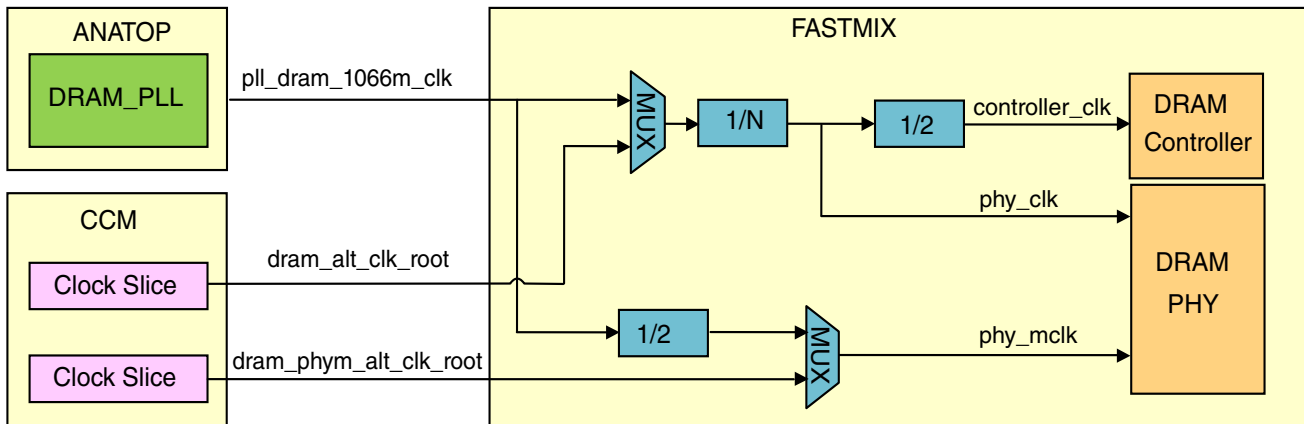 ANATOP
DRAM_PLL
pll_dram_1066m_clk
FASTMIX
MUX
1/N
1/2
controller_clk
DRAM
Controller
CCM
Clock Slice
dram_alt_clk_root
phy_clk
DRAM
PHY
1/2
MUX
phy_mclk
Clock Slice
dram_phym_alt_clk_root